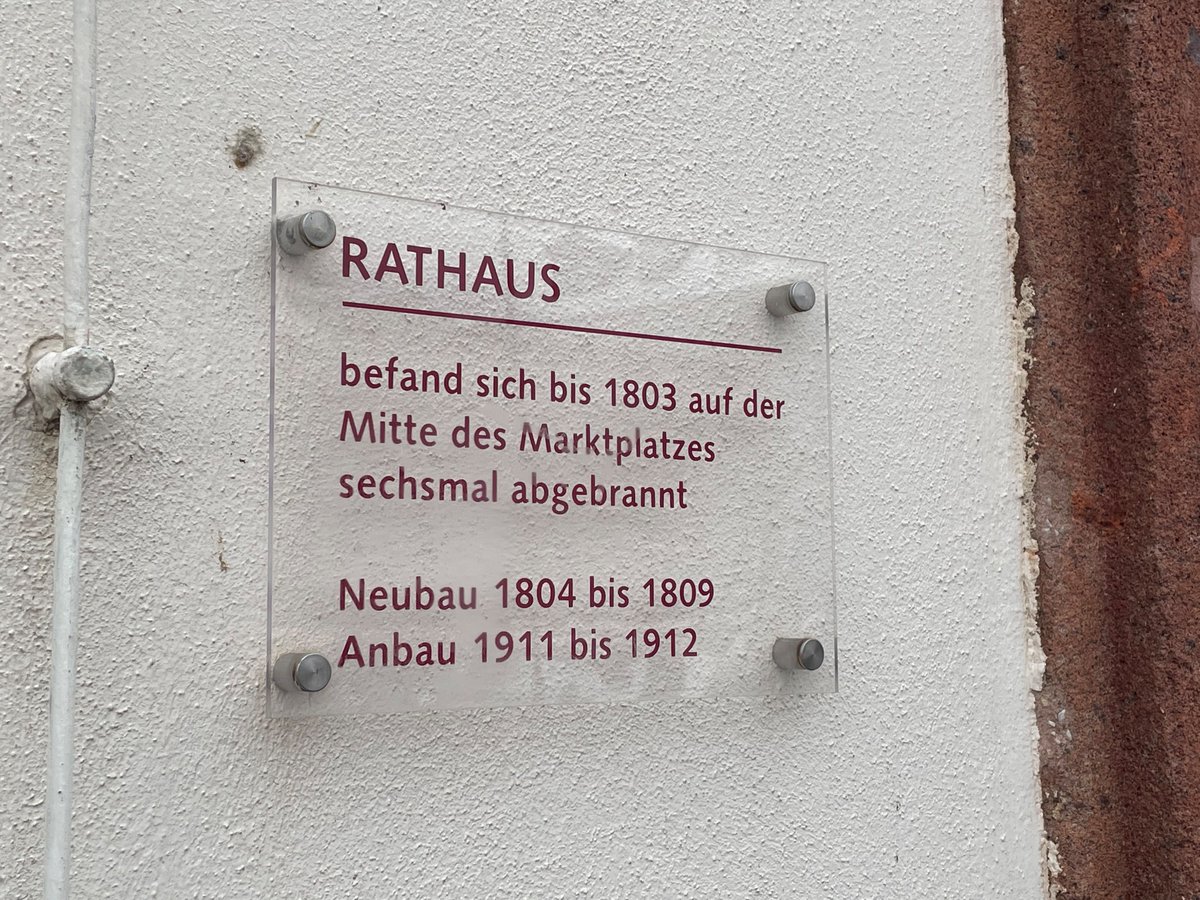 RATHAUS
befand sich bis 1803 auf der
Mitte des Marktplatzes
sechsmal abgebrannt
Neubau 1804 bis 1809
Anbau 1911 bis 1912